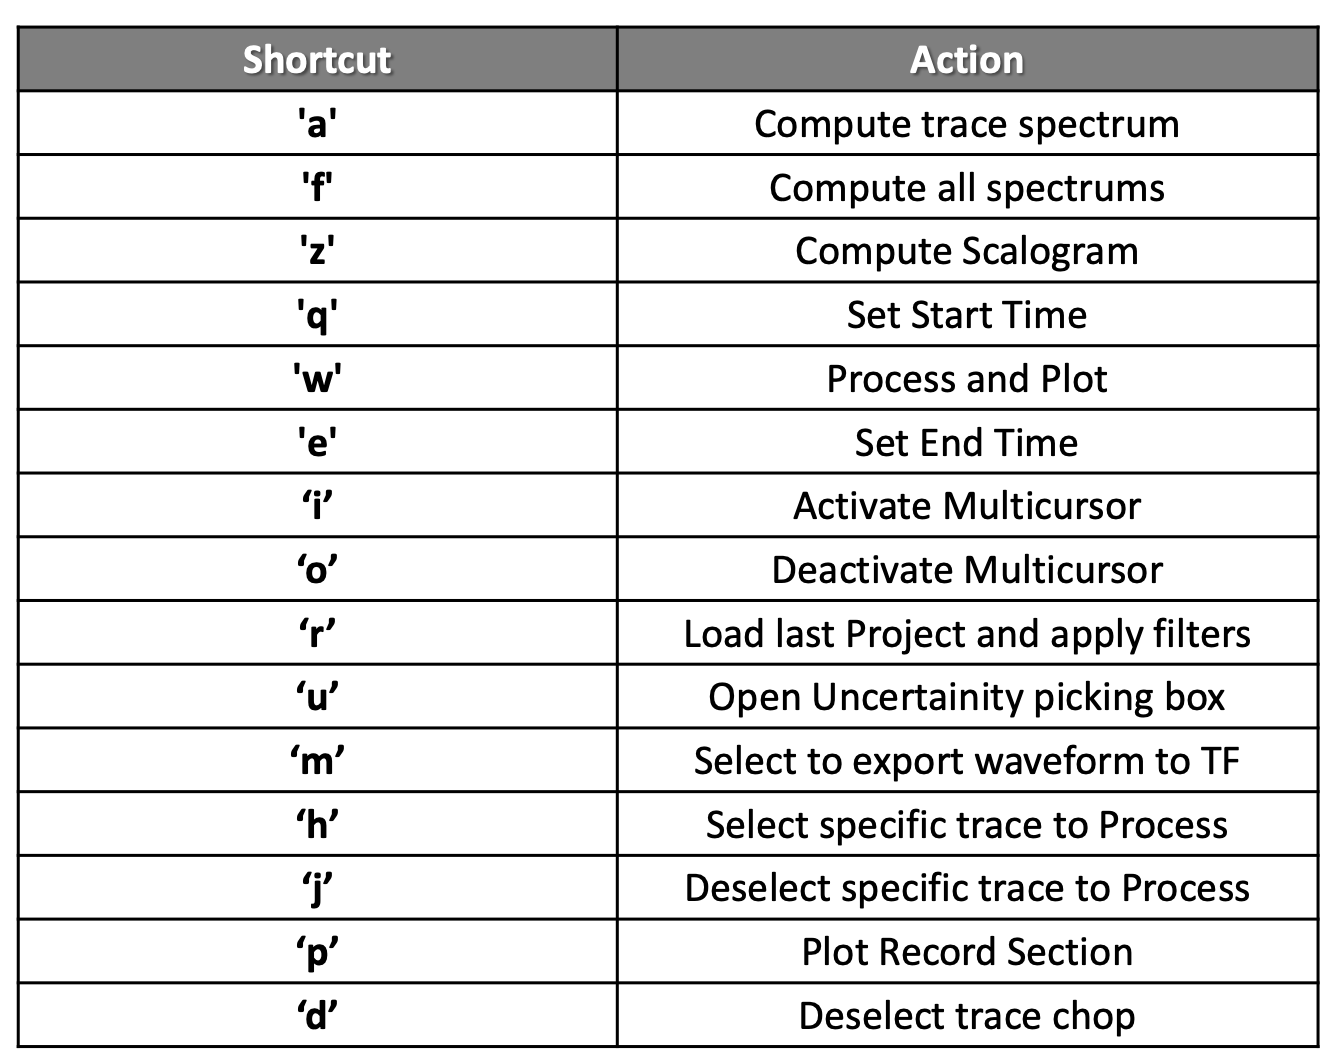 Shortcut Action
'a' Compute trace spectrum
'f' Compute all spectrums
'z' Compute Scalogram
'q' Set Start Time
'w' Process and Plot
'e' Set End Time
‘i’ Activate Multicursor
‘o’ Deactivate Multicursor
‘r’ Load last Project and apply filters
‘u’ Open Uncertainity picking box
‘m’ Select to export waveform to TF
‘h’ Select specific trace to Process
‘j’ Deselect specific trace to Process
‘p’ Plot Record Section
‘d’ Deselect trace chop